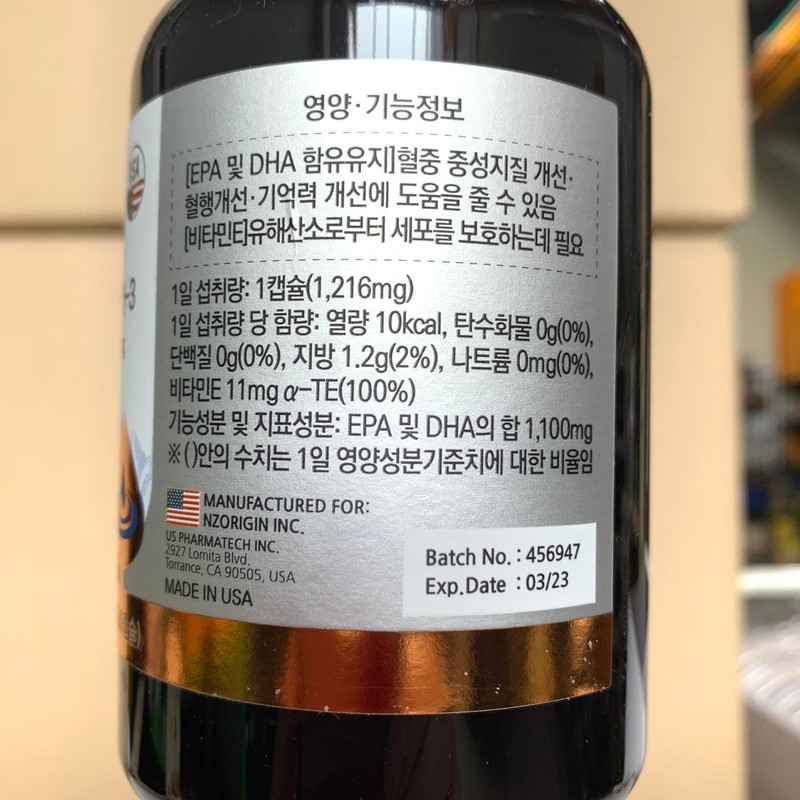 영양·기능정보
[EPA 및 DHA 함유유지]혈중 중성지질 개선·
혈행개선·기억력 개선에 도움을 줄 수 있음
[비타민E]유해산소로부터 세포를 보호하는데 필요
1일 섭취량: 1캡슐(1,216mg)
1일 섭취량 당 함량: 열량 10kcal, 탄수화물 0g(0%),
단백질 0g(0%), 지방 1.2g(2%), 나트륨 0mg(0%),
비타민E 11mg α-TE(100%)
기능성분 및 지표성분: EPA 및 DHA의 합 1,100mg
※ ( )안의 수치는 1일 영양성분기준치에 대한 비율임
MANUFACTURED FOR:
NZORIGIN INC.
US PHARMATECH INC.
2927 Lomita Blvd.
Torrance, CA 90505, USA
MADE IN USA
Batch No. : 456947
Exp.Date : 03/23
USA
-3